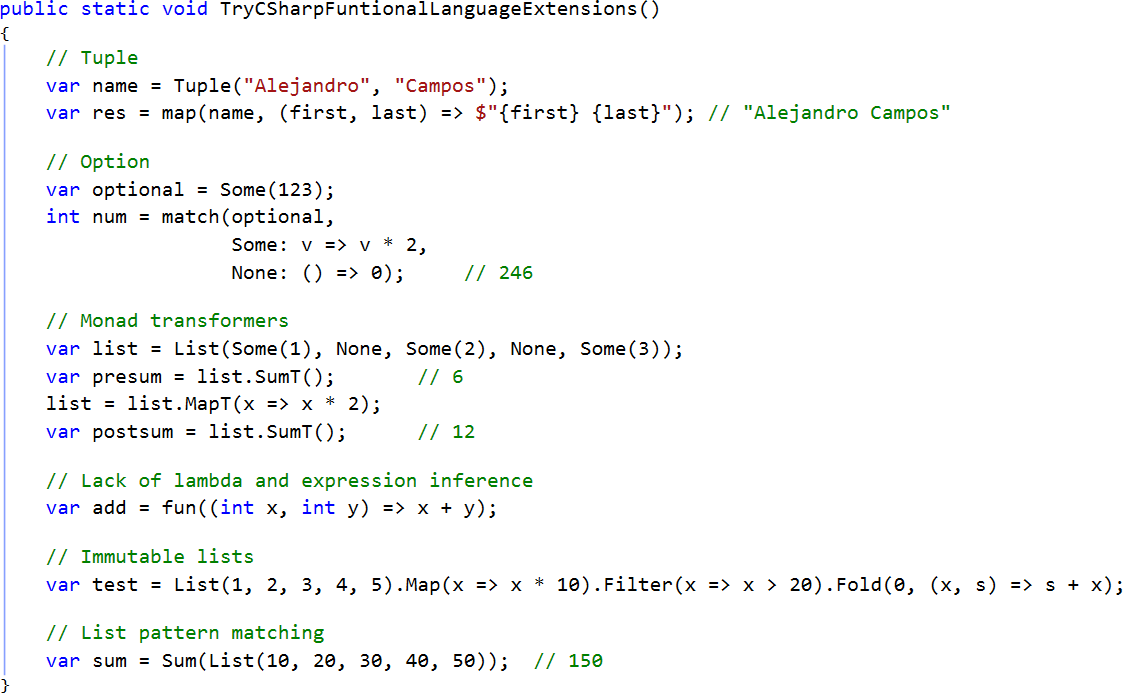 public static void TryCSharpFuntionalLanguageExtensions()
{
    // Tuple
    var name = Tuple("Alejandro", "Campos");
    var res = map(name, (first, last) => $"{first} {last}"); // "Alejandro Campos"

    // Option
    var optional = Some(123);
    int num = match(optional,
                    Some: v => v * 2,
                    None: () => 0);     // 246

    // Monad transformers
    var list = List(Some(1), None, Some(2), None, Some(3));
    var presum = list.SumT();       // 6
    list = list.MapT(x => x * 2);
    var postsum = list.SumT();      // 12

    // Lack of lambda and expression inference
    var add = fun((int x, int y) => x + y);

    // Immutable lists
    var test = List(1, 2, 3, 4, 5).Map(x => x * 10).Filter(x => x > 20).Fold(0, (x, s) => s + x);

    // List pattern matching
    var sum = Sum(List(10, 20, 30, 40, 50));  // 150
}